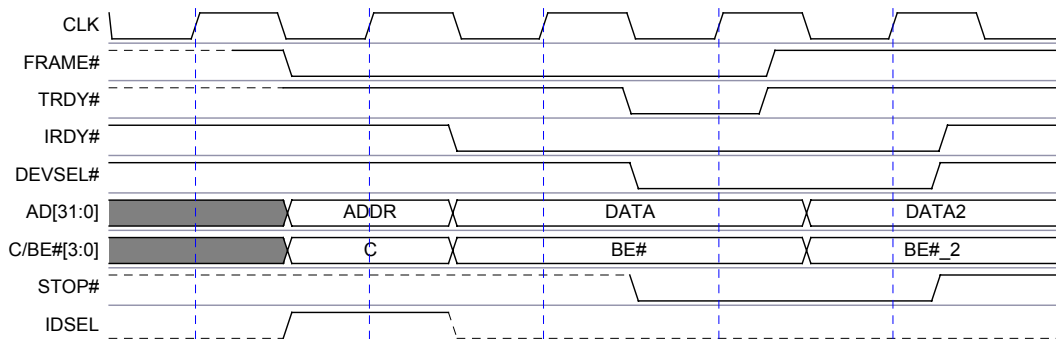 CLK
FRAME#
TRDY#
IRDY#
DEVSEL#
AD[31:0] ADDR DATA DATA2
C/BE#[3:0] C BE# BE#_2
STOP#
IDSEL